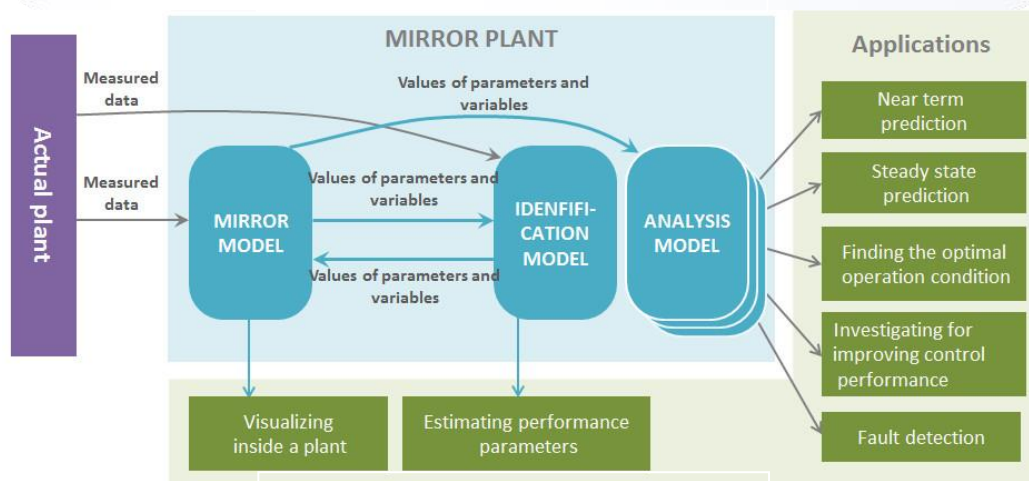 MIRROR PLANT
Applications
Actual plant
Measured
data
Measured
data
Values of parameters and
variables
Values of parameters and
variables
Values of parameters and
variables
MIRROR
MODEL
IDENFIFI-
CATION
MODEL
ANALYSIS
MODEL
Near term
prediction
Steady state
prediction
Finding the optimal
operation condition
Investigating for
improving control
performance
Fault detection
Visualizing
inside a plant
Estimating performance
parameters